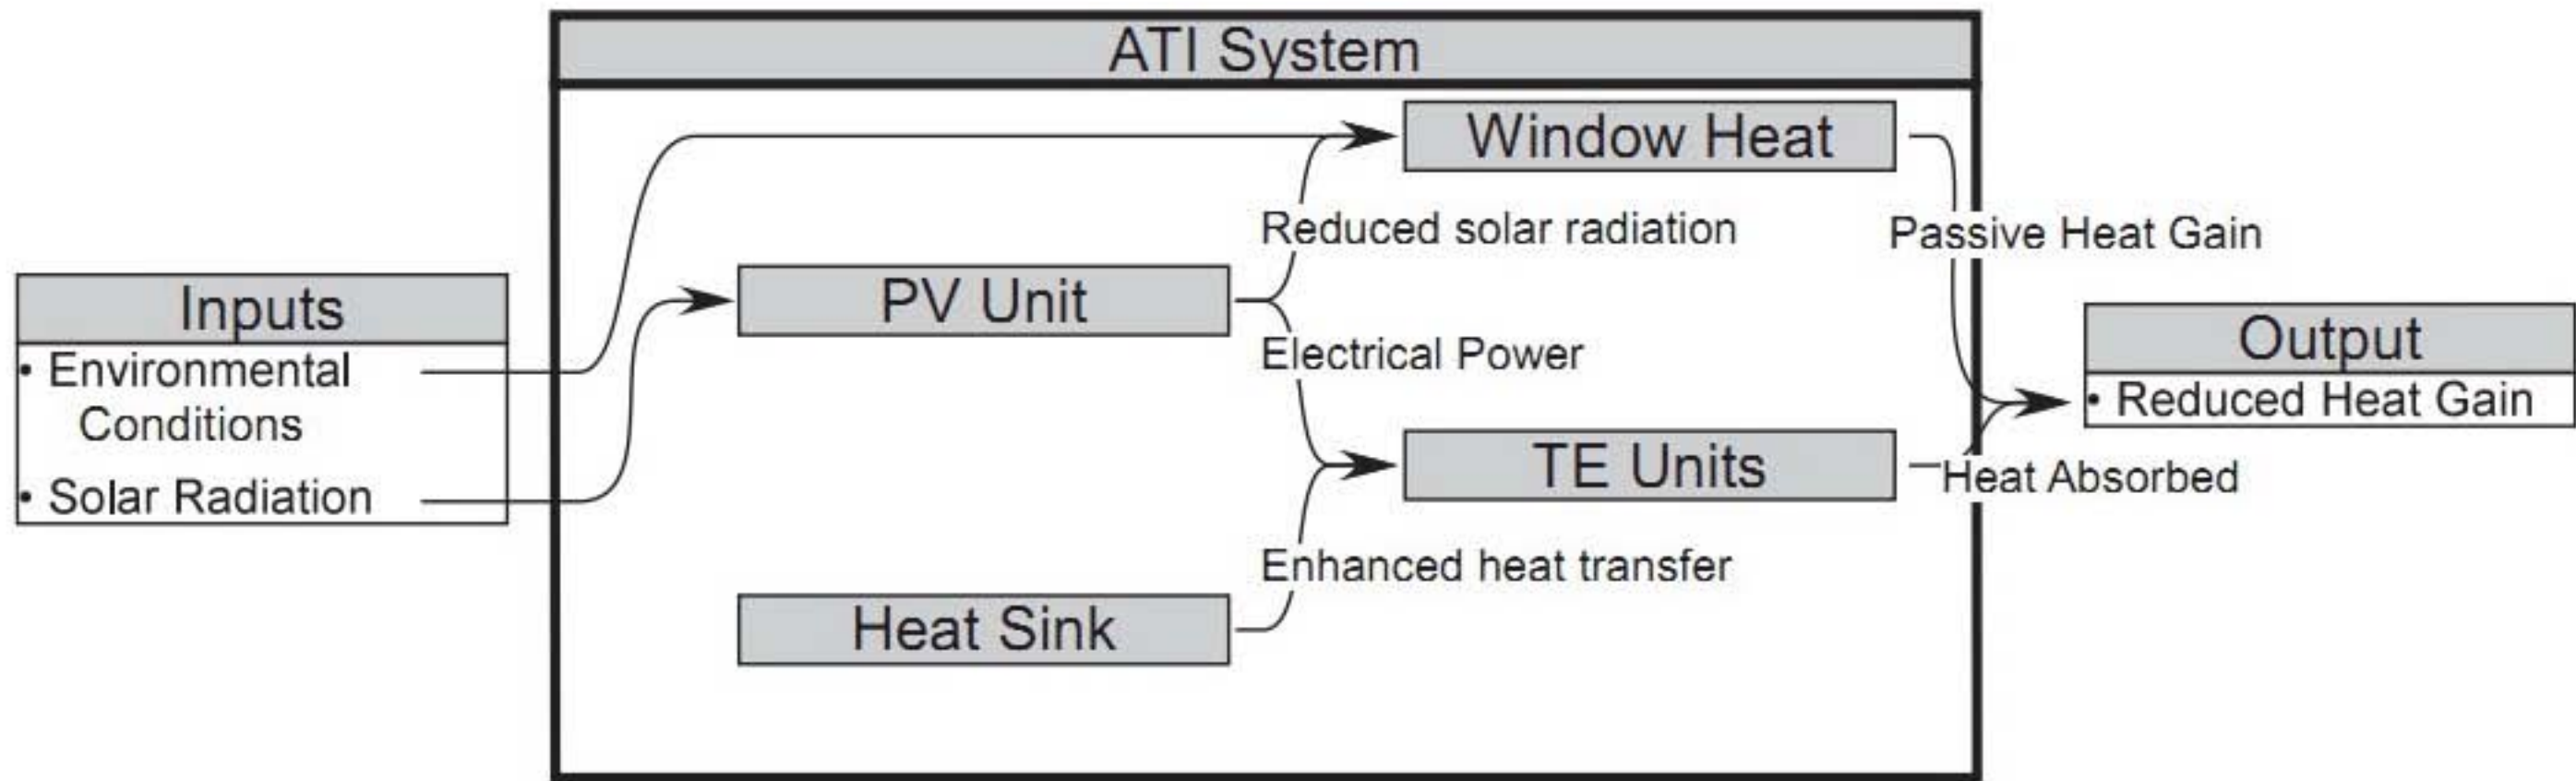 ATI System
Window Heat
Reduced solar radiation
Passive Heat Gain
Inputs
• Environmental
Conditions
• Solar Radiation
PV Unit
Electrical Power
Output
• Reduced Heat Gain
TE Units
Heat Absorbed
Enhanced heat transfer
Heat Sink